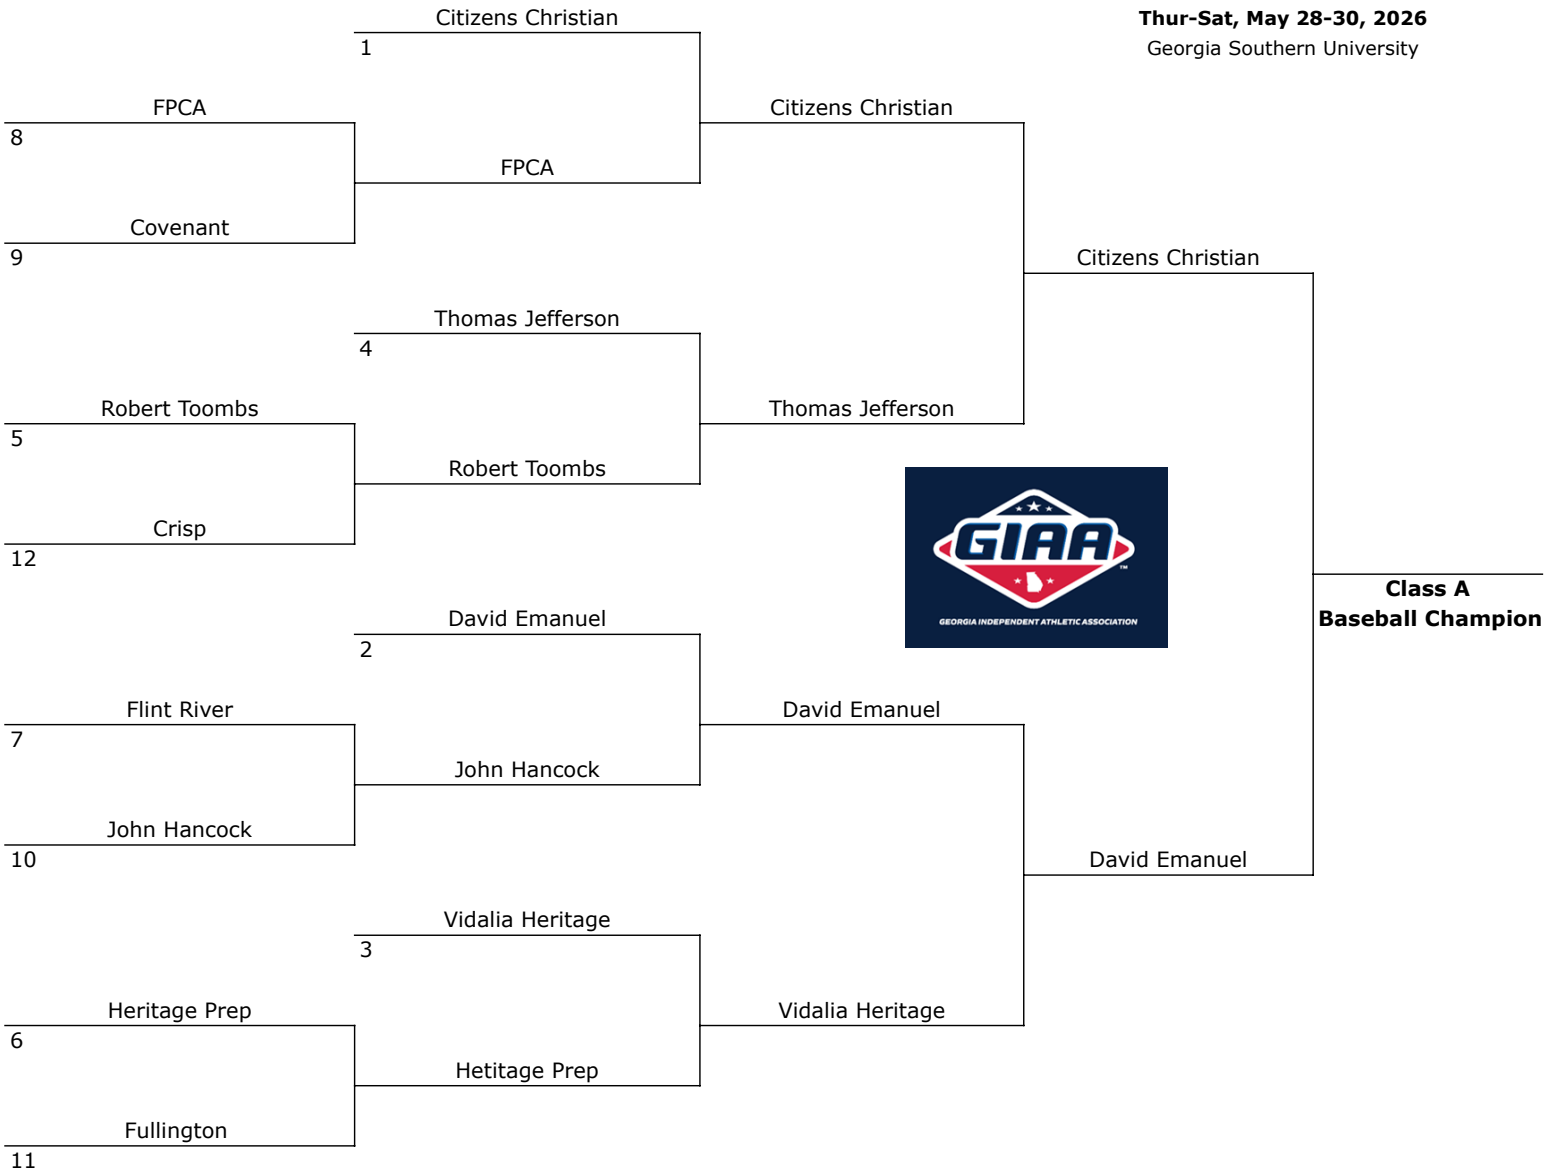 Citizens Christian
1
Thur-Sat, May 28-30, 2026
Georgia Southern University
FPCA
8
Citizens Christian
FPCA
Covenant
9
Citizens Christian
Thomas Jefferson
4
Robert Toombs
5
Thomas Jefferson
Robert Toombs
Crisp
12
GIAA
TM
GEORGIA INDEPENDENT ATHLETIC ASSOCIATION
Class A
Baseball Champion
David Emanuel
2
Flint River
7
David Emanuel
John Hancock
John Hancock
10
David Emanuel
Vidalia Heritage
3
Heritage Prep
6
Vidalia Heritage
Hetitage Prep
Fullington
11